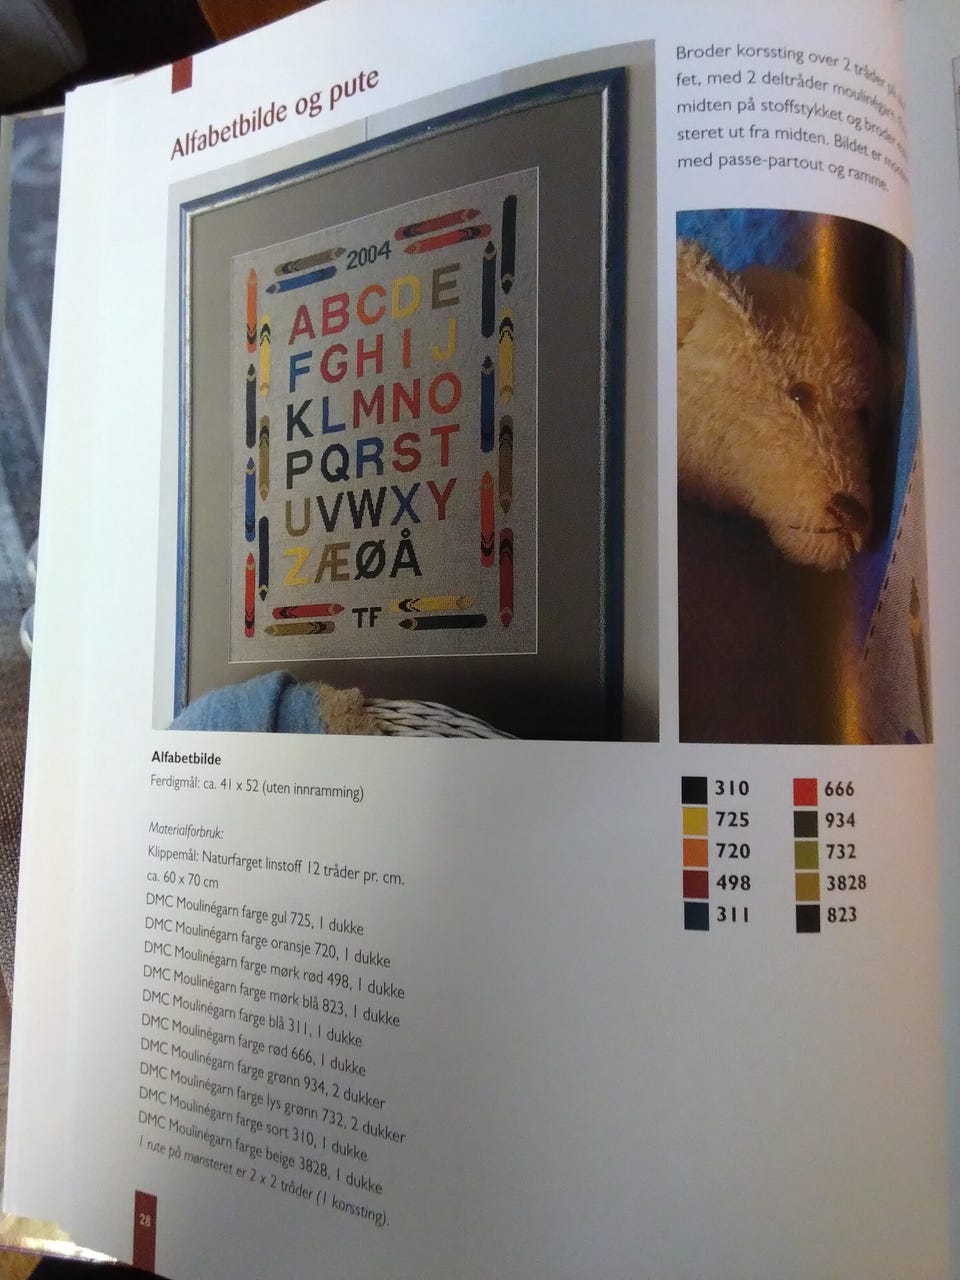 Alfabetbilde og pute
Broder korssting over 2 tråder
fet, med 2 deltråder moulinégarn.
midten på stoffstykket og broder
steret ut fra midten. Bildet er
med passe-partout og ramme.
2004
ABCDE
FGHIJ
KLMNO
PQRST
UVWXY
ZÆØÅ
TF
Alfabetbilde
Ferdigmål: ca. 41 x 52 (uten innramming)
Materialforbruk:
Klippemål: Naturfarget linstoff 12 tråder pr. cm.
ca. 60 x 70 cm
DMC Moulinégarn farge gul 725, 1 dukke
DMC Moulinégarn farge oransje 720, 1 dukke
DMC Moulinégarn farge mørk rød 498, 1 dukke
DMC Moulinégarn farge mørk blå 823, 1 dukke
DMC Moulinégarn farge blå 311, 1 dukke
DMC Moulinégarn farge rød 666, 1 dukke
DMC Moulinégarn farge grønn 934, 2 dukker
DMC Moulinégarn farge lys grønn 732, 2 dukker
DMC Moulinégarn farge sort 310, 1 dukke
DMC Moulinégarn farge beige 3828, 1 dukke
1 rute på mønsteret er 2 x 2 tråder (1 korssting).
310 666
725 934
720 732
498 3828
311 823
28